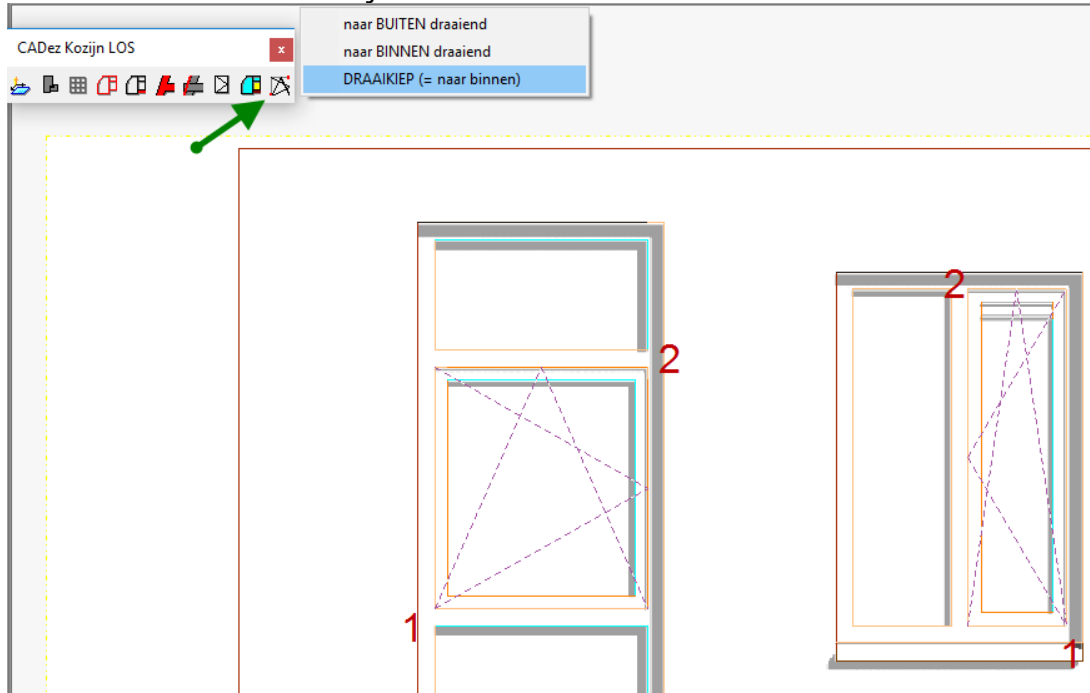 naar BUITEN draaiend
CADez Kozijn LOS
x
naar BINNEN draaiend
DRAAIKIEP (= naar binnen)
2
2
1
1